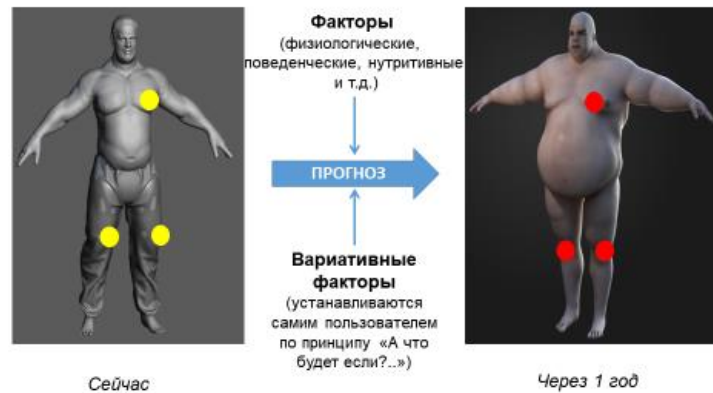 Факторы
(физиологические,
поведенческие, нутритивные
и т.д.)
ПРОГНОЗ
Вариативные
факторы
(устанавливаются
самим пользователем
по принципу «А что
будет если?..»)
Сейчас
Через 1 год